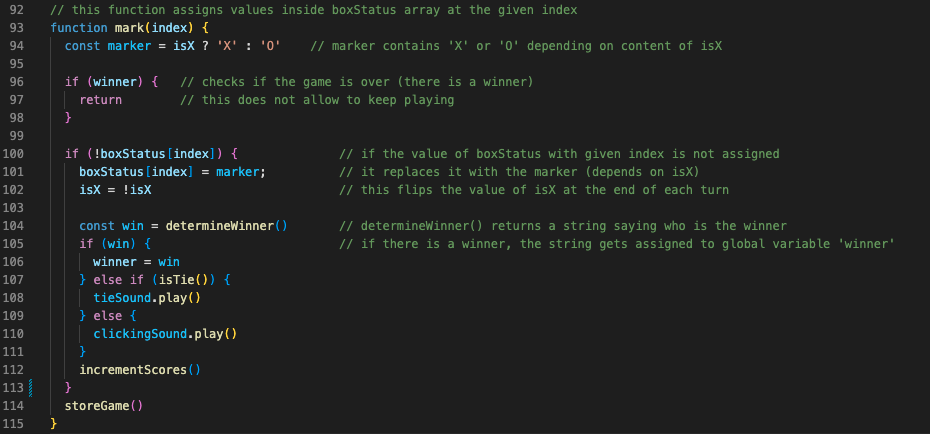 92 // this function assigns values inside boxStatus array at the given index
93 function mark(index) {
94 const marker = isX ? 'X' : 'O' // marker contains 'X' or 'O' depending on content of isX
95
96 if (winner) { // checks if the game is over (there is a winner)
97 return // this does not allow to keep playing
98 }
99
100 if (!boxStatus[index]) { // if the value of boxStatus with given index is not assigned
101 boxStatus[index] = marker; // it replaces it with the marker (depends on isX)
102 isX = !isX // this flips the value of isX at the end of each turn
103
104 const win = determineWinner() // determineWinner() returns a string saying who is the winner
105 if (win) { // if there is a winner, the string gets assigned to global variable 'winner'
106 winner = win
107 } else if (isTie()) {
108 tieSound.play()
109 } else {
110 clickingSound.play()
111 }
112 incrementScores()
113 }
114 storeGame()
115 }